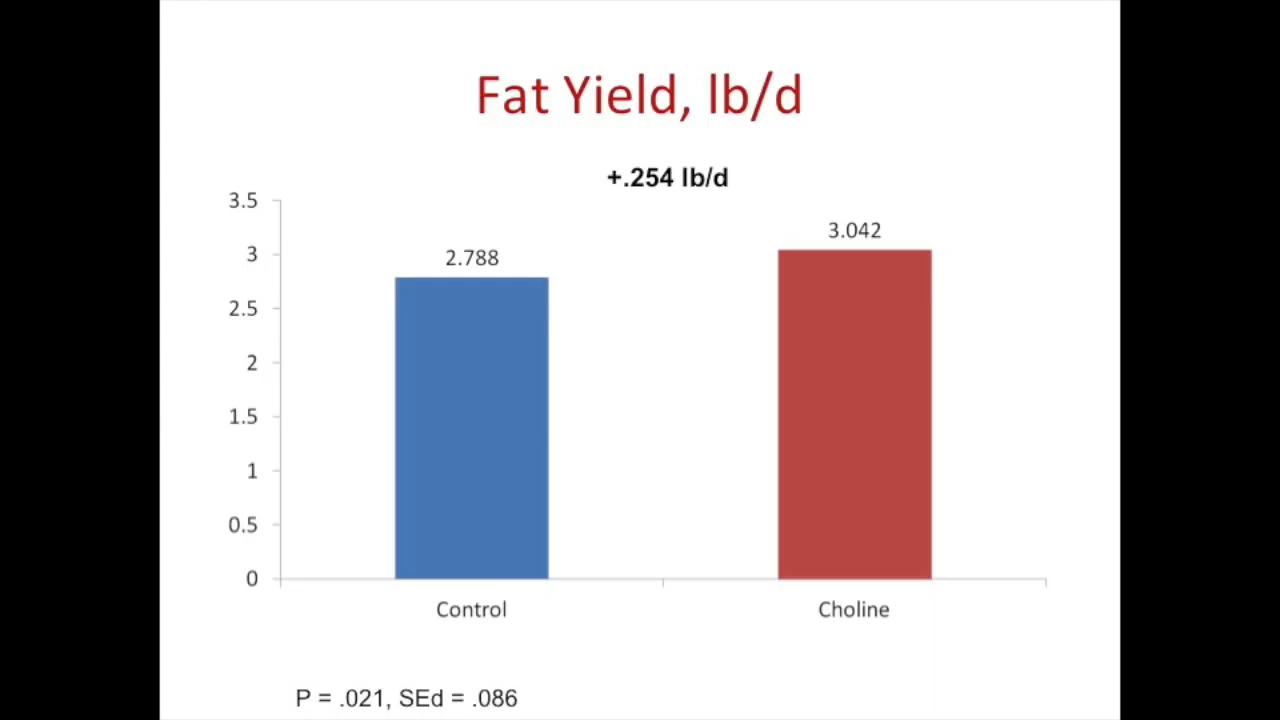 Fat Yield, lb/d
+.254 lb/d
3.5
3
2.5
2
1.5
1
0.5
0
2.788
3.042
Control
Choline
P = .021, SEd = .086